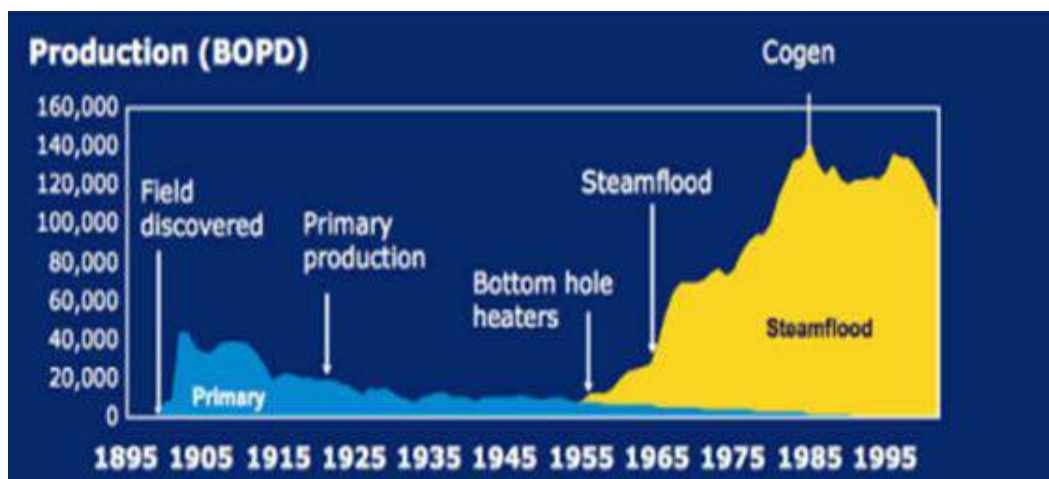 Production (BOPD)
Cogen
160,000
140,000
120,000
100,000
80,000
60,000
40,000
20,000
0
Field
discovered
Primary
production
Bottom hole
heaters
Steamflood
Primary
Steamflood
1895 1905 1915 1925 1935 1945 1955 1965 1975 1985 1995